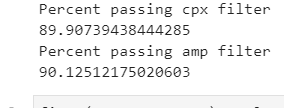 Percent passing cpx filter
89.90739438444285
Percent passing amp filter
90.12512175020603